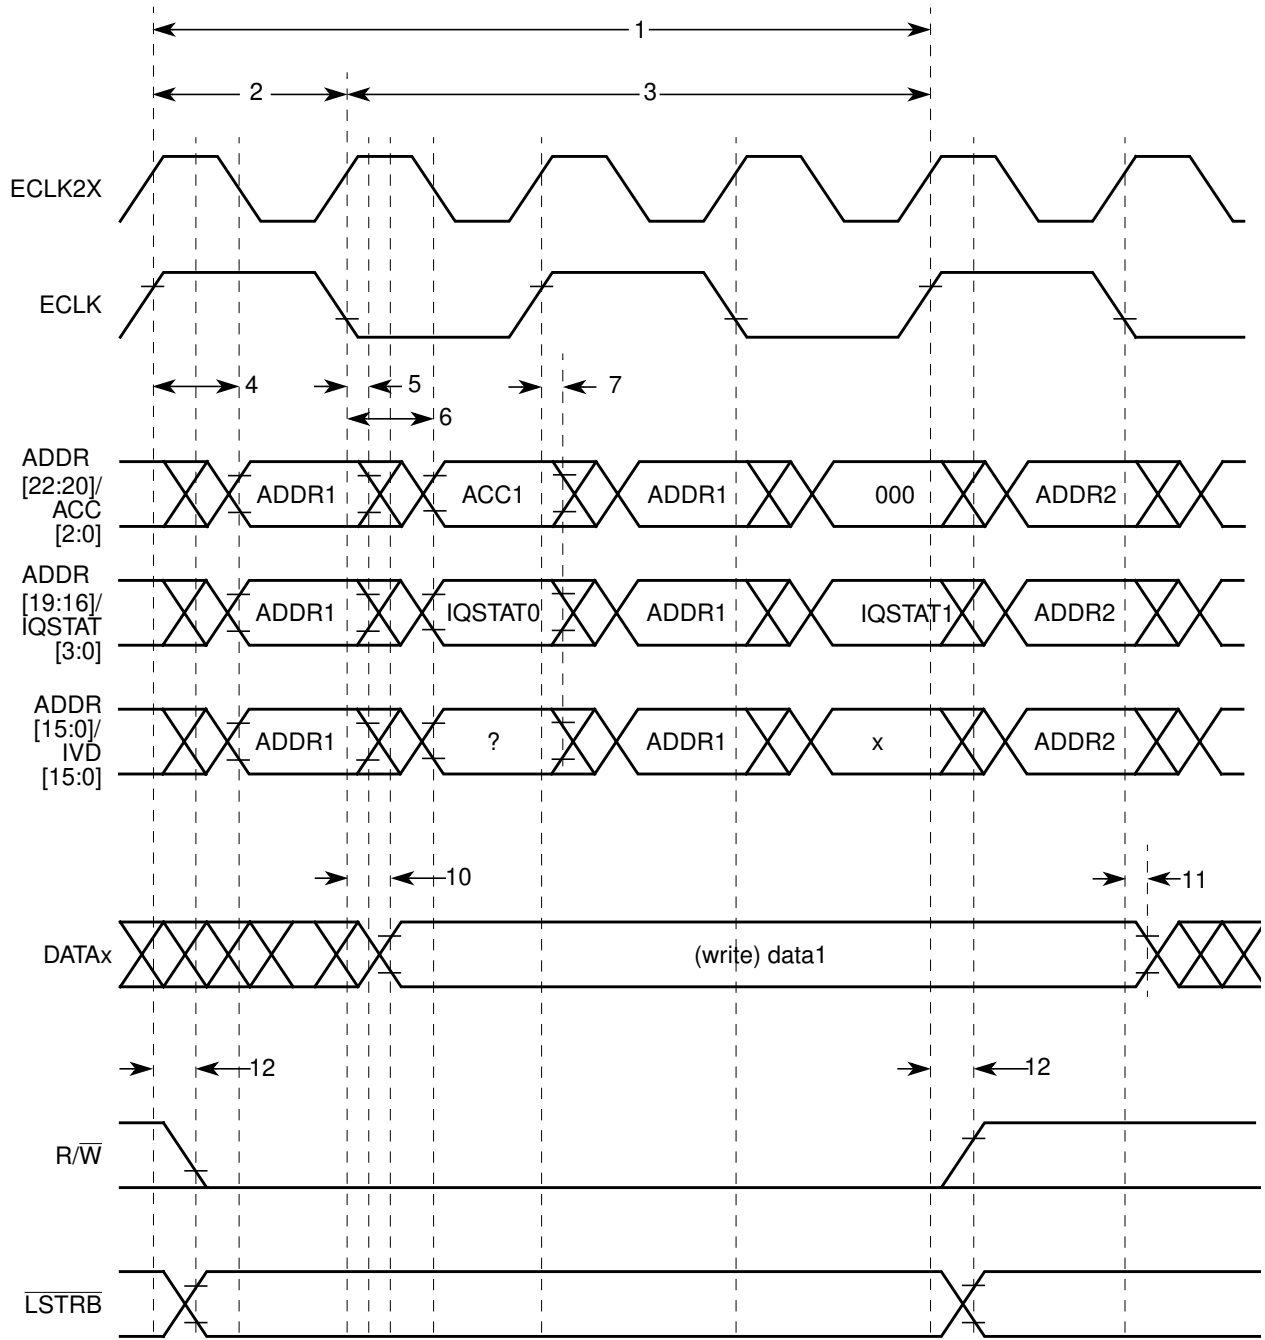 1
2 3
ECLK2X
ECLK
4 5 7
6
ADDR
[22:20]/
ACC
[2:0]
ADDR1 ACC1 ADDR1 000 ADDR2
ADDR
[19:16]/
IQSTAT
[3:0]
ADDR1 IQSTAT0 ADDR1 IQSTAT1 ADDR2
ADDR
[15:0]/
IVD
[15:0]
ADDR1 ? ADDR1 x ADDR2
10 11
DATAx (write) data1
12 12
R/W̅
L̅S̅T̅R̅B̅